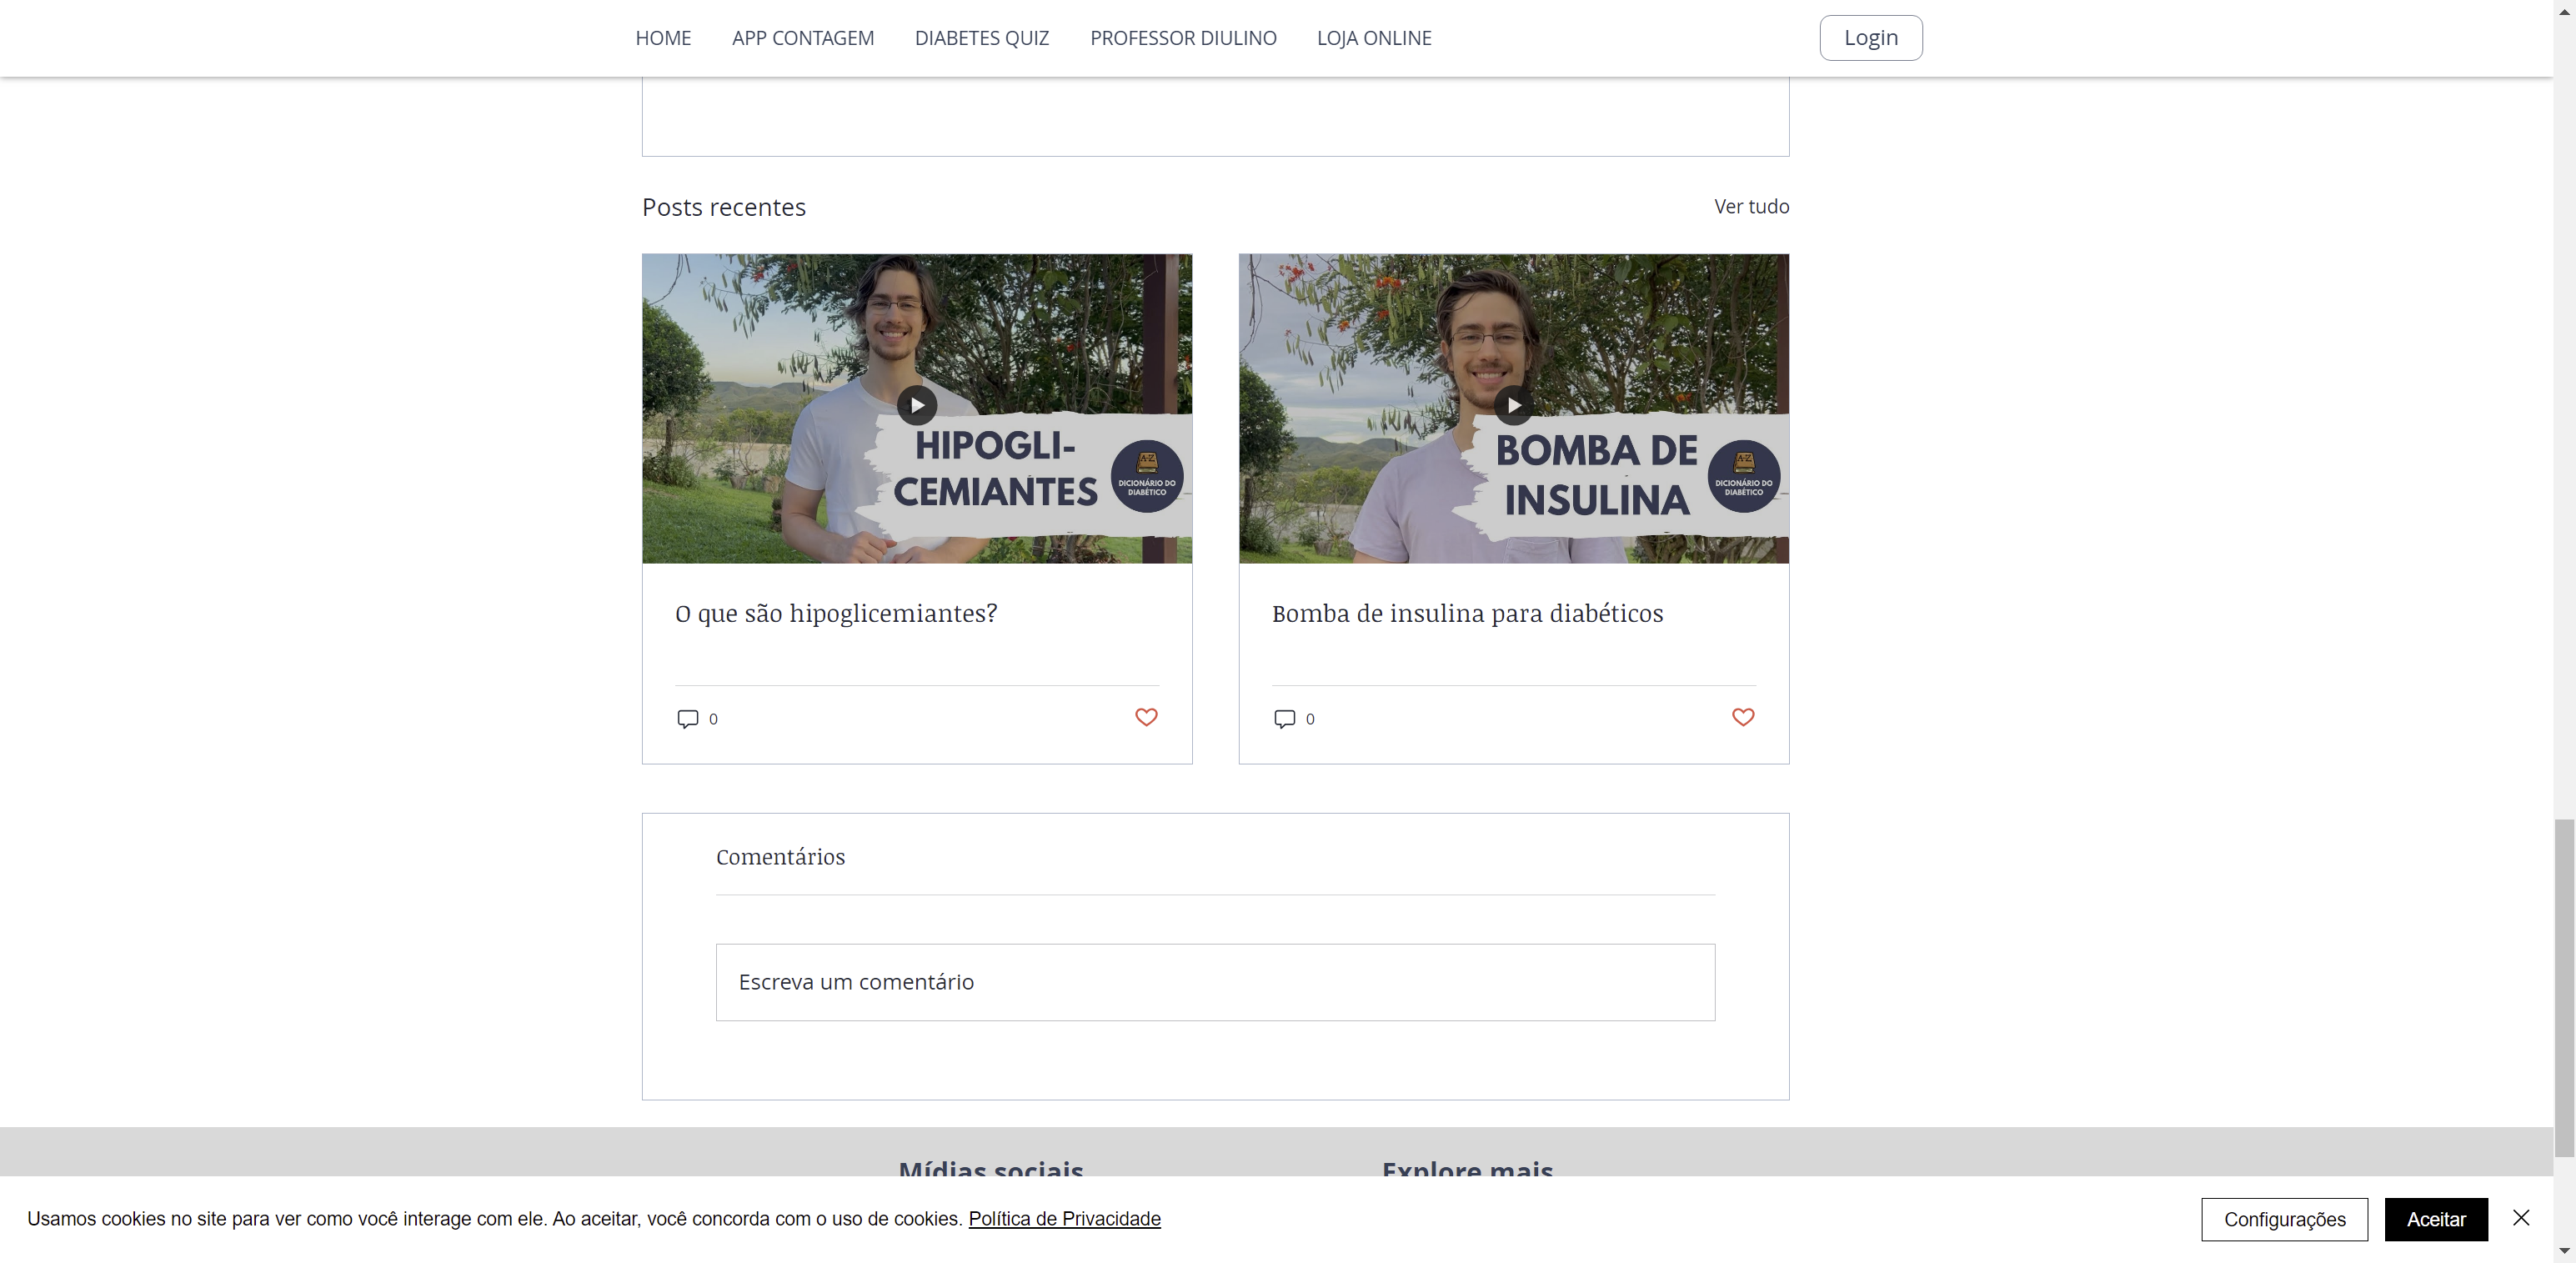 HOME APP CONTAGEM DIABETES QUIZ PROFESSOR DIULINO LOJA ONLINE Login
Posts recentes Ver tudo
HIPOGLI-
CEMIANTES
A-Z
DICIONÁRIO DO
DIABÉTICO
BOMBA DE
INSULINA
A-Z
DICIONÁRIO DO
DIABÉTICO
O que são hipoglicemiantes?
0
Bomba de insulina para diabéticos
0
Comentários
Escreva um comentário
Mídias sociais Explore mais
Usamos cookies no site para ver como você interage com ele. Ao aceitar, você concorda com o uso de cookies. Política de Privacidade
Configurações Aceitar